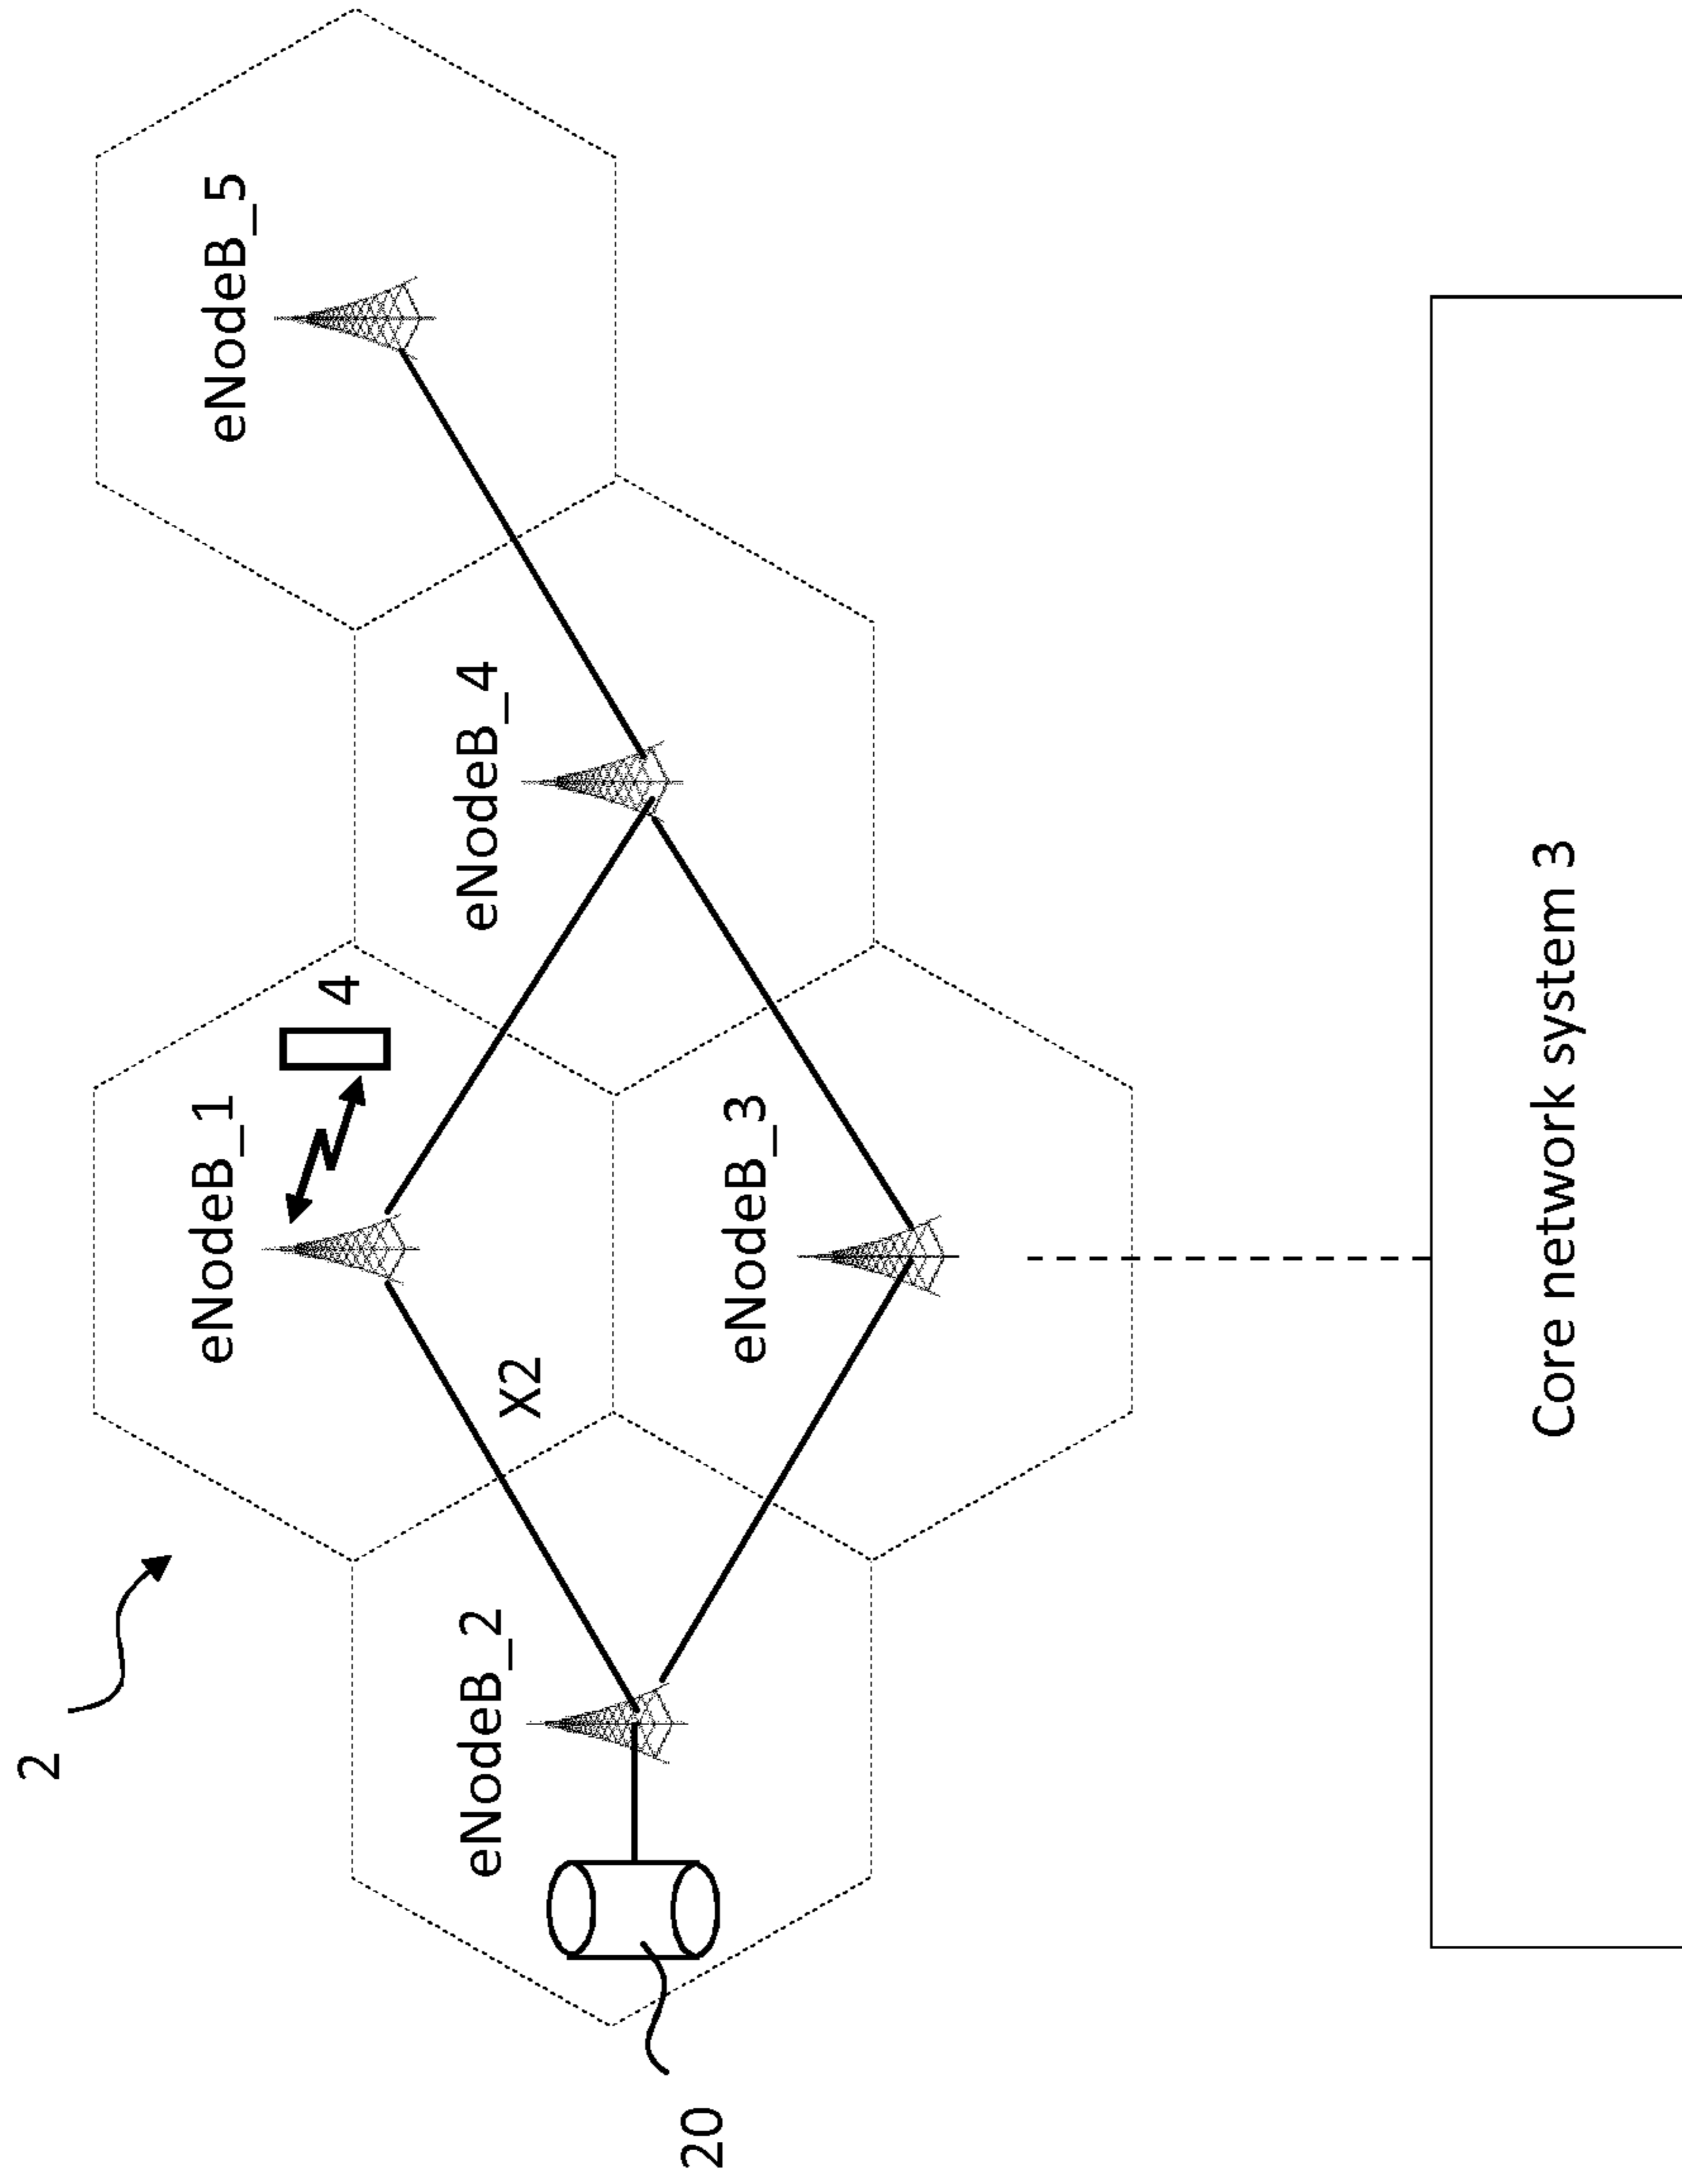 2
eNodeB_1
4
eNodeB_5
eNodeB_2
X2
eNodeB_4
20
eNodeB_3
Core network system 3